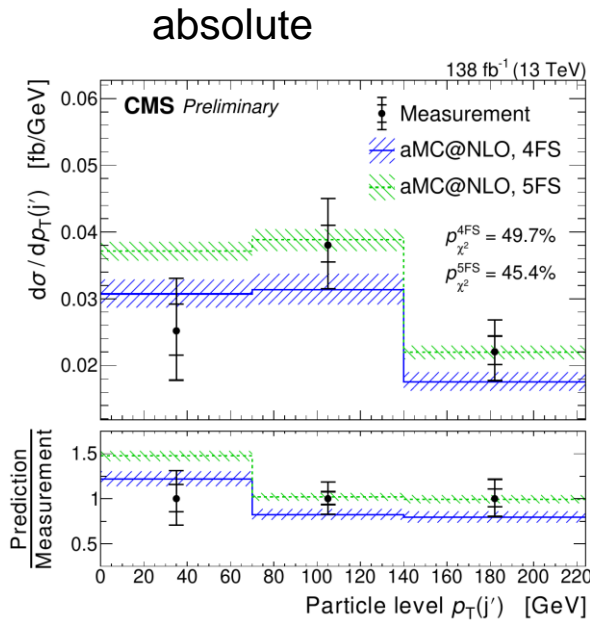 absolute
138 fb⁻¹ (13 TeV)
CMS Preliminary
Measurement
aMC@NLO, 4FS
aMC@NLO, 5FS
p^{4FS}_{χ²} = 49.7%
p^{5FS}_{χ²} = 45.4%
dσ / dp_T(j′) [fb/GeV]
0.06
0.05
0.04
0.03
0.02
Prediction
Measurement
1.5
1
0.5
0 20 40 60 80 100 120 140 160 180 200 220
Particle level p_T(j′) [GeV]